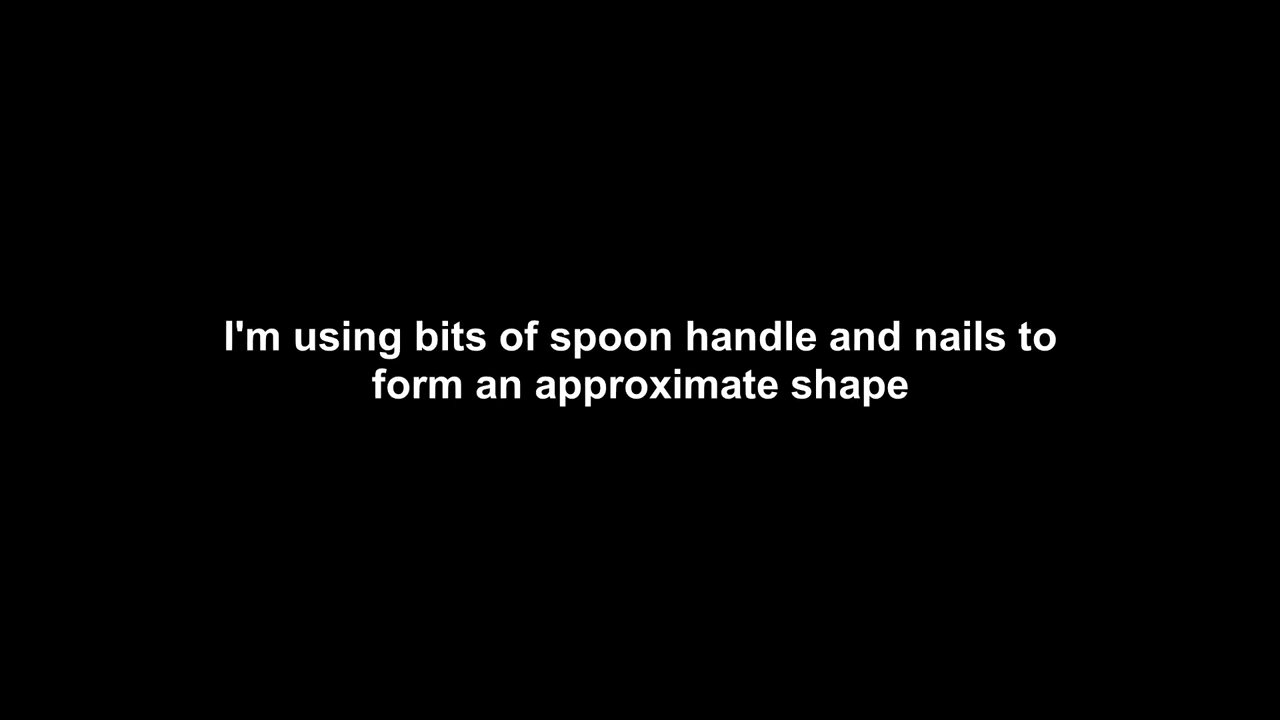 I'm using bits of spoon handle and nails to
form an approximate shape